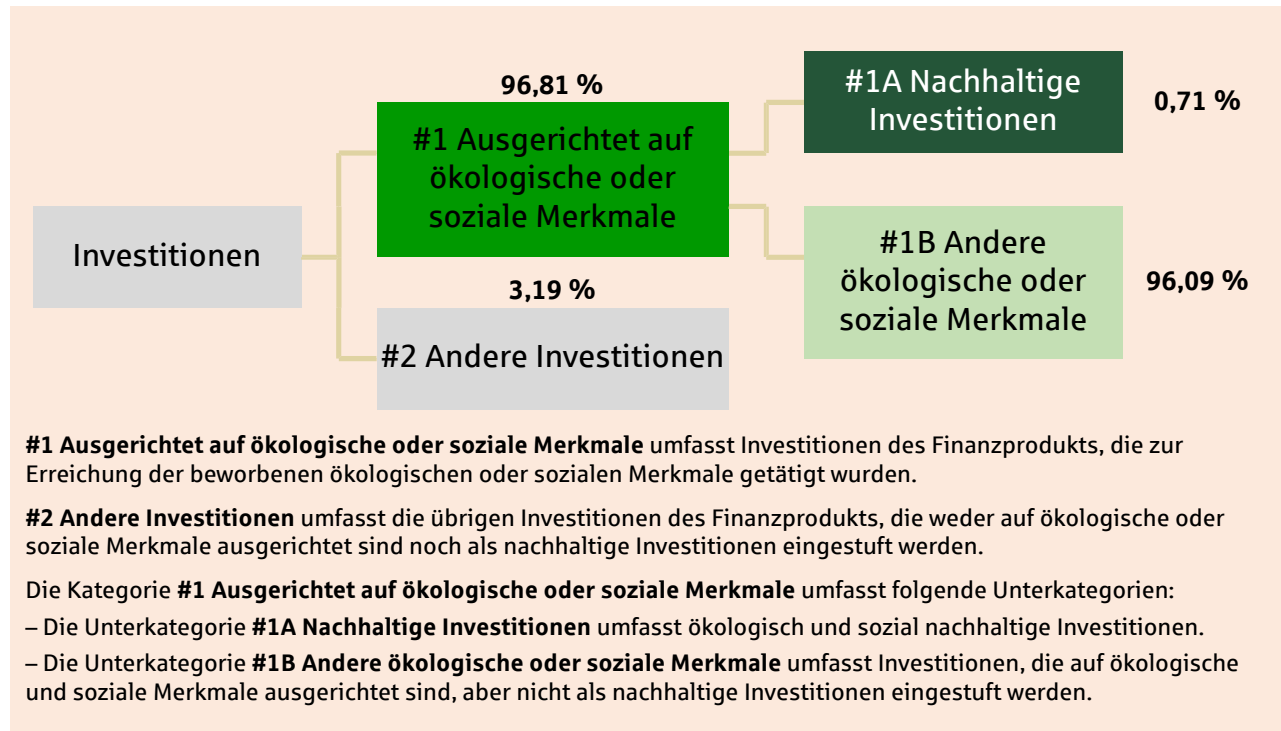 96,81 %
#1 Ausgerichtet auf
ökologische oder
soziale Merkmale
#1A Nachhaltige
Investitionen
0,71 %
Investitionen
3,19 %
#2 Andere Investitionen
#1B Andere
ökologische oder
soziale Merkmale
96,09 %
#1 Ausgerichtet auf ökologische oder soziale Merkmale umfasst Investitionen des Finanzprodukts, die zur
Erreichung der beworbenen ökologischen oder sozialen Merkmale getätigt wurden.
#2 Andere Investitionen umfasst die übrigen Investitionen des Finanzprodukts, die weder auf ökologische oder
soziale Merkmale ausgerichtet sind noch als nachhaltige Investitionen eingestuft werden.
Die Kategorie #1 Ausgerichtet auf ökologische oder soziale Merkmale umfasst folgende Unterkategorien:
– Die Unterkategorie #1A Nachhaltige Investitionen umfasst ökologisch und sozial nachhaltige Investitionen.
– Die Unterkategorie #1B Andere ökologische oder soziale Merkmale umfasst Investitionen, die auf ökologische
und soziale Merkmale ausgerichtet sind, aber nicht als nachhaltige Investitionen eingestuft werden.